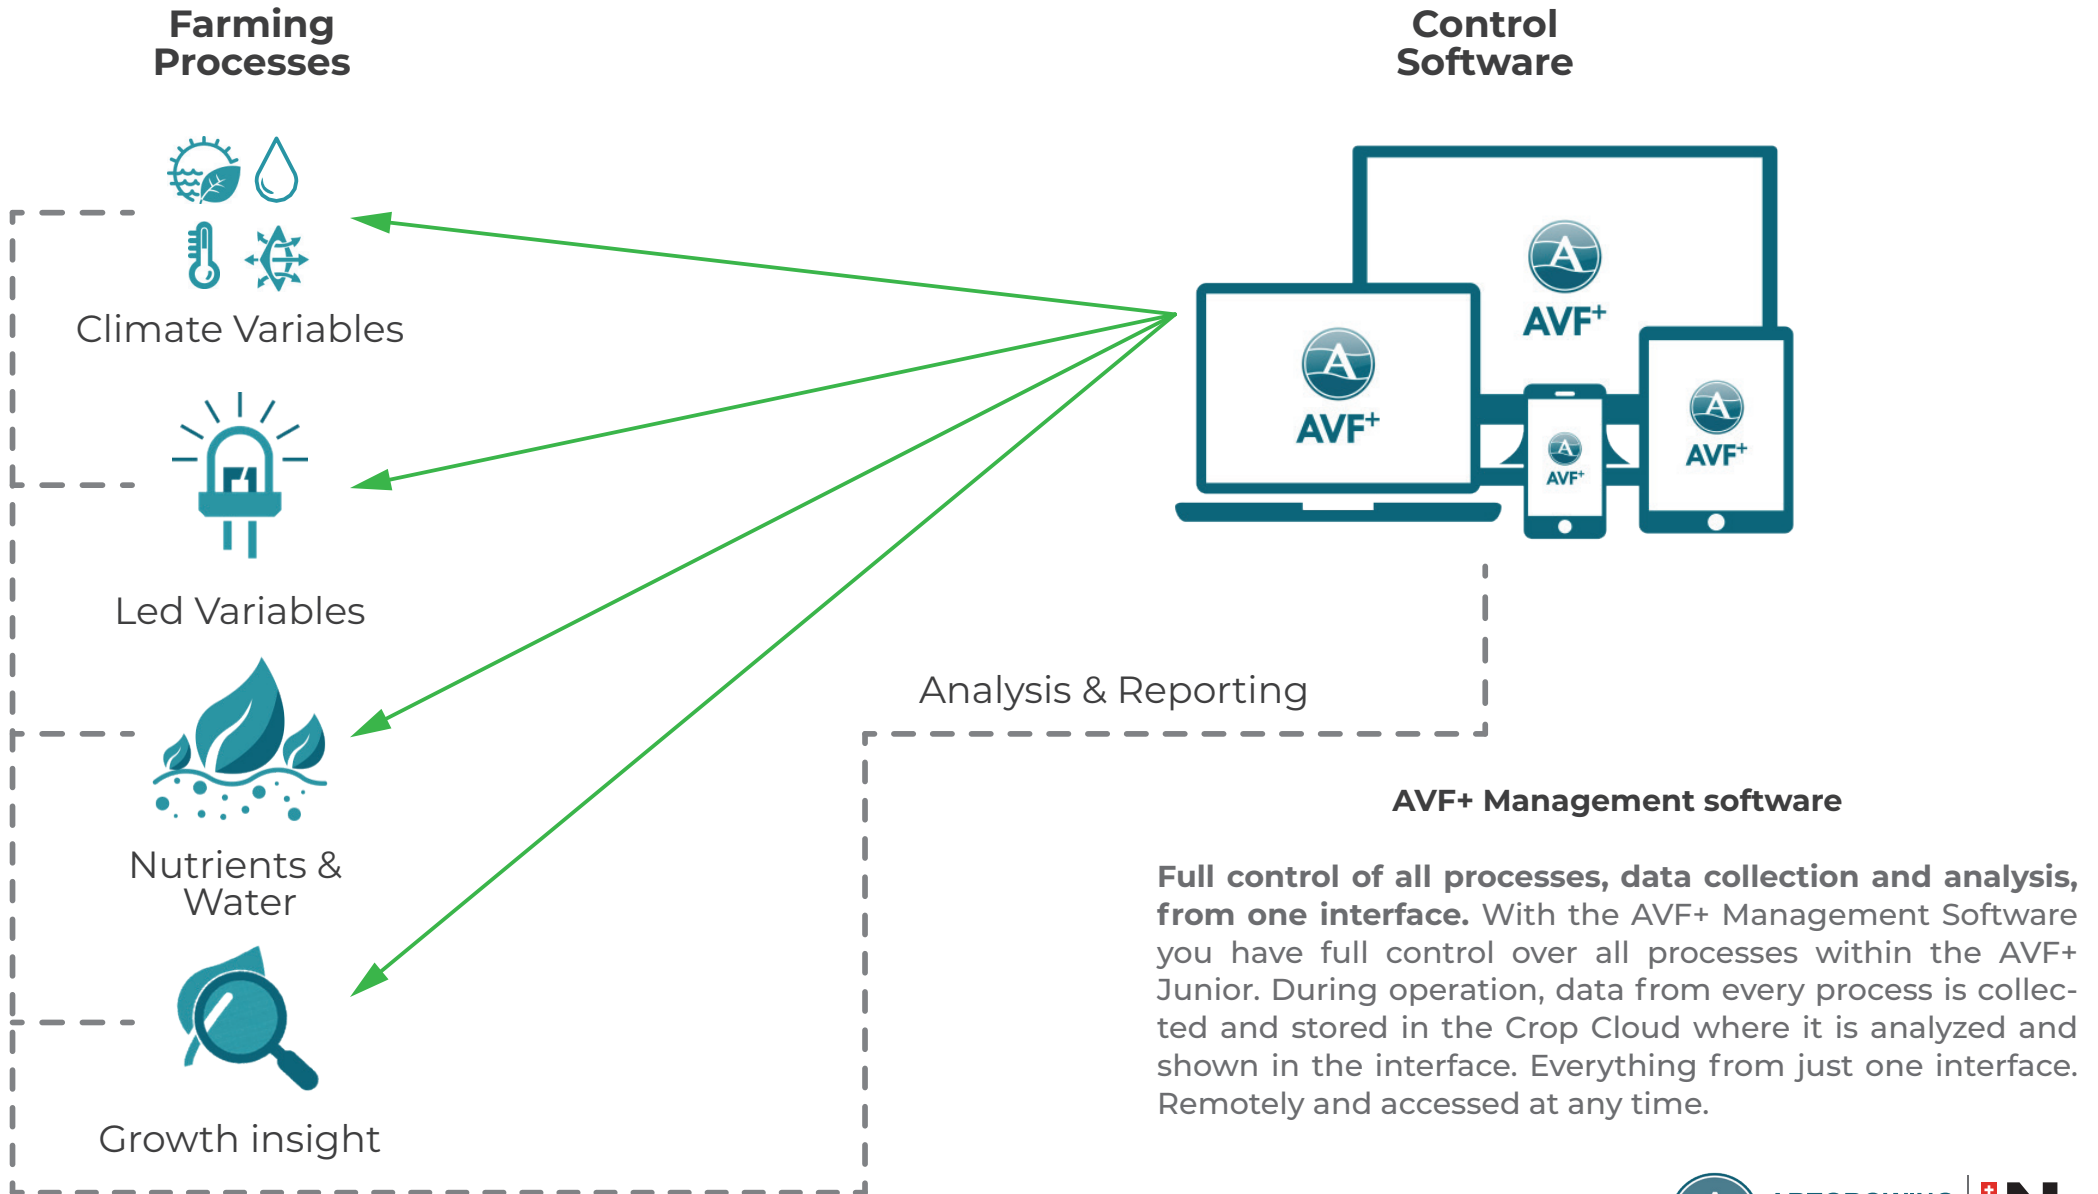 Farming
Processes
Control
Software
Climate Variables
Led Variables
Nutrients &
Water
Growth insight
A
AVF+
A
AVF+
A
AVF+
A
AVF+
Analysis & Reporting
AVF+ Management software
Full control of all processes, data collection and analysis,
from one interface. With the AVF+ Management Software
you have full control over all processes within the AVF+
Junior. During operation, data from every process is collec-
ted and stored in the Crop Cloud where it is analyzed and
shown in the interface. Everything from just one interface.
Remotely and accessed at any time.